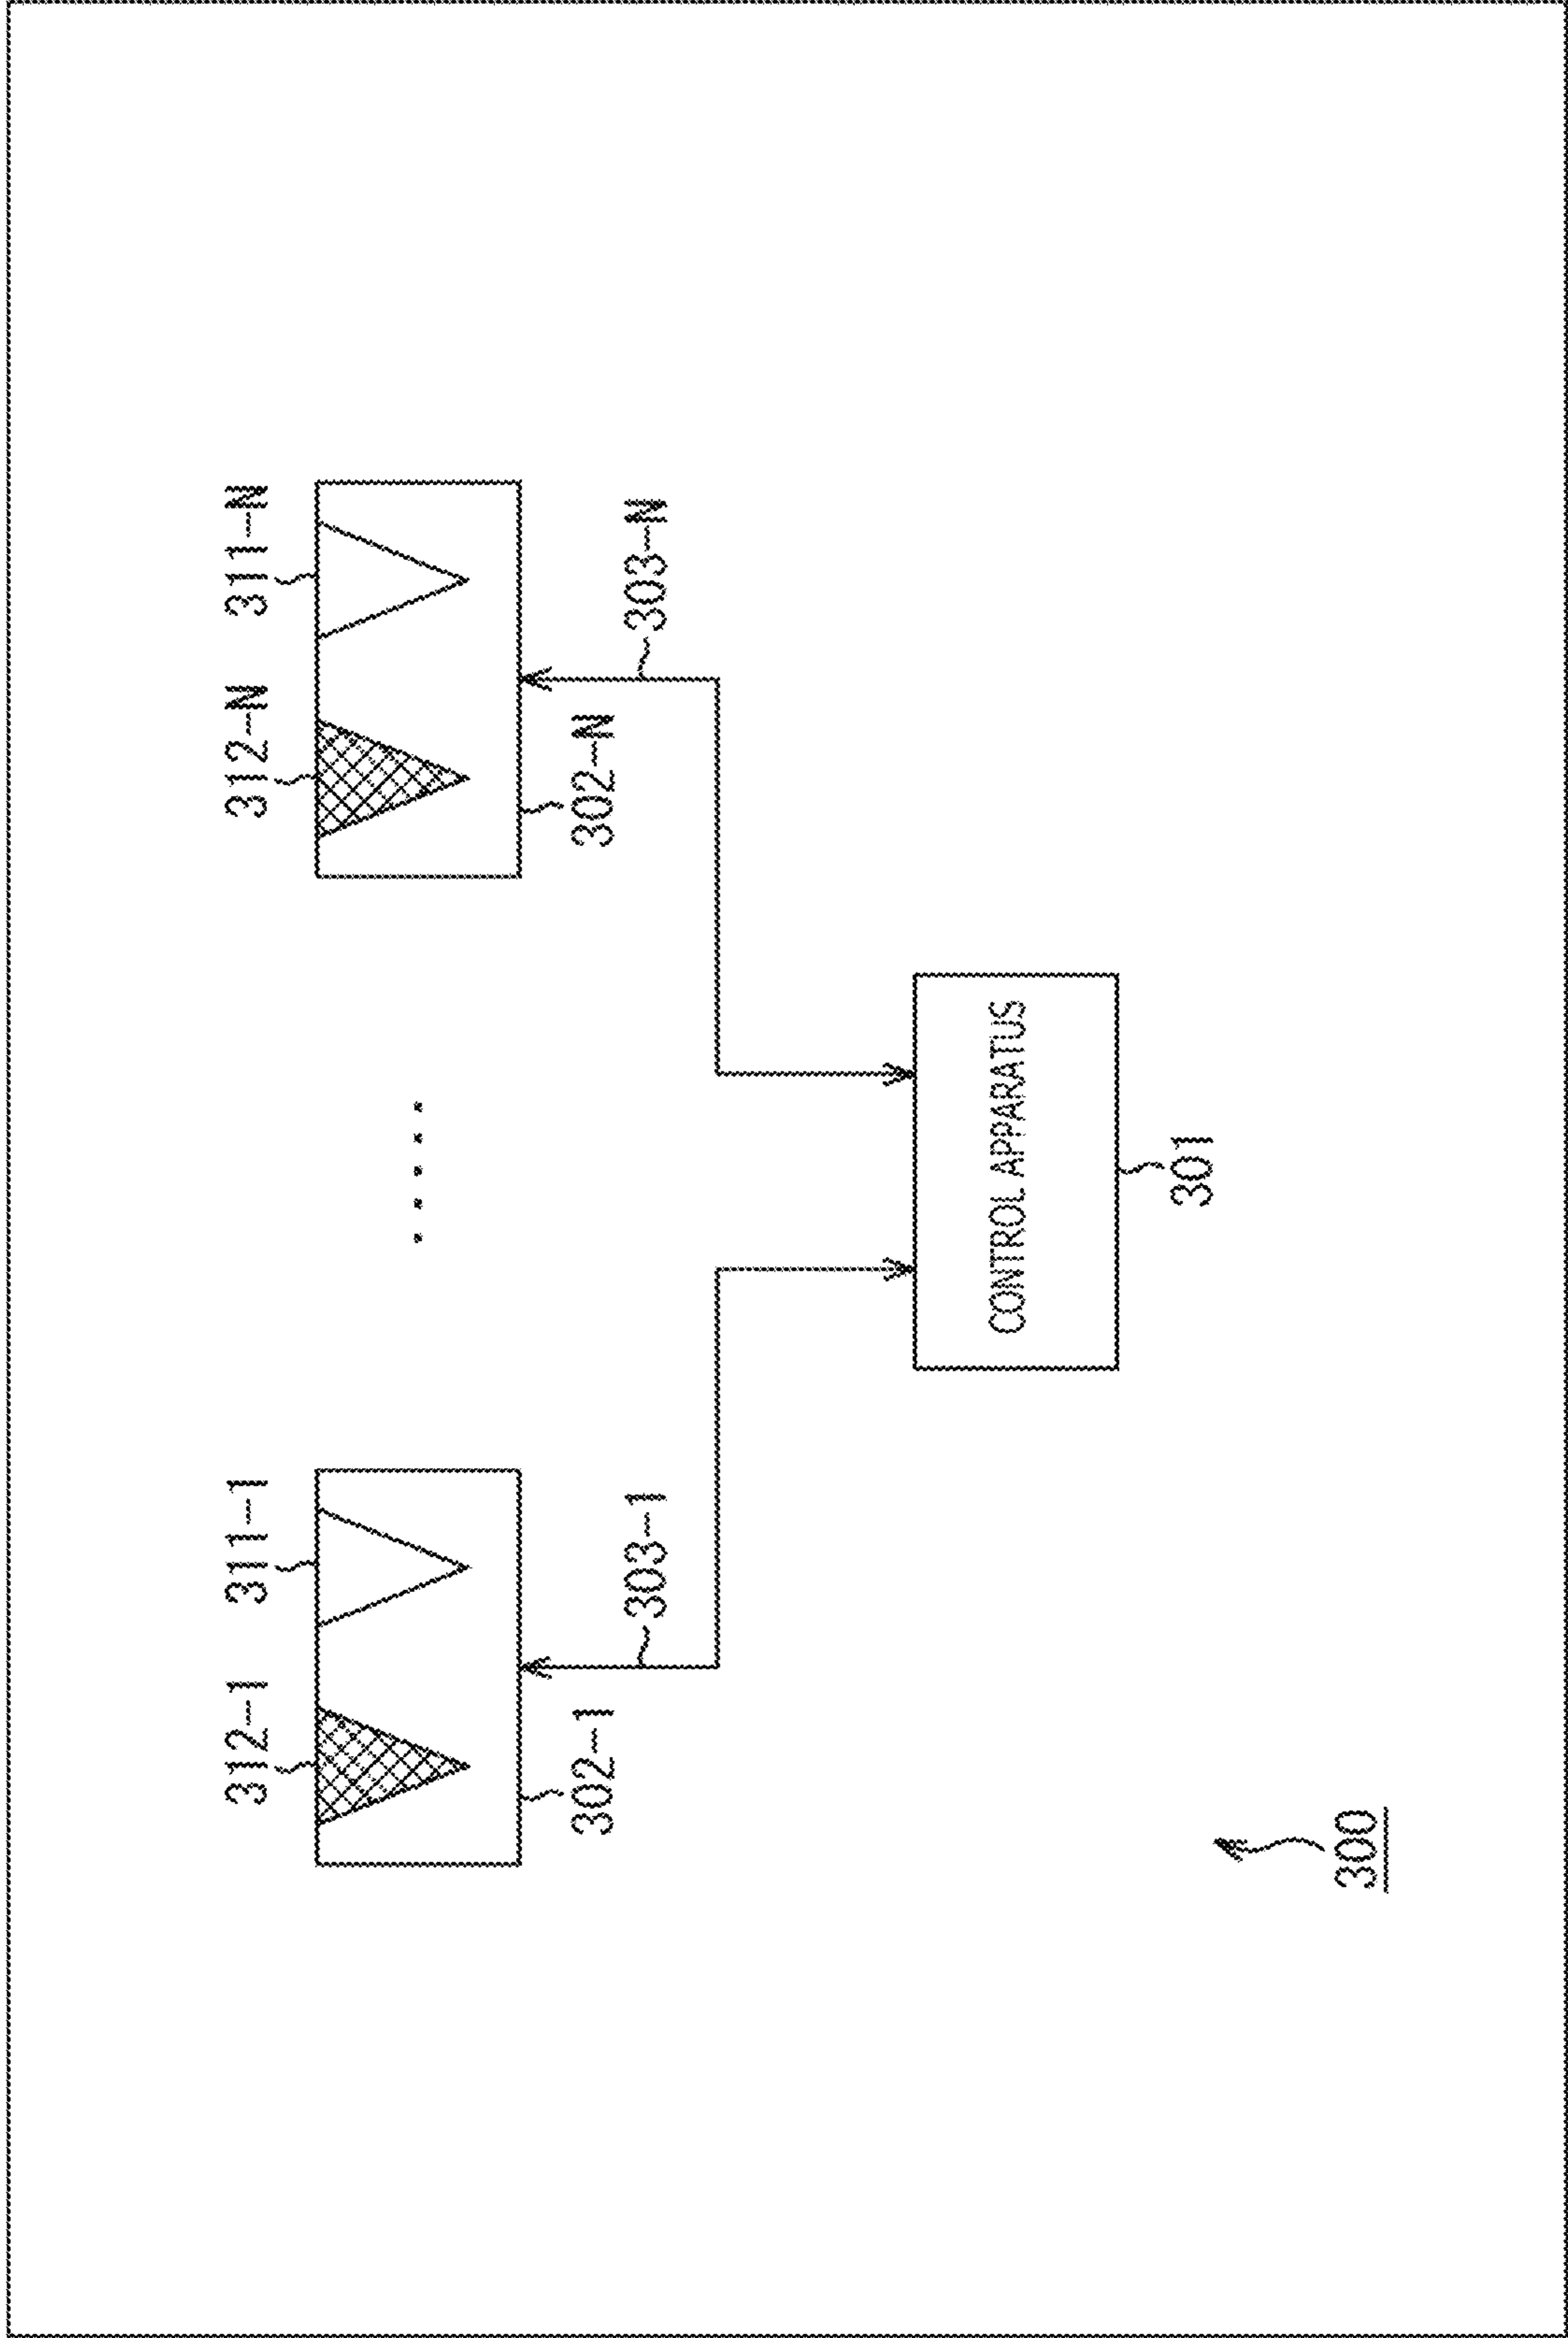 312-1
311-1
312-N
311-N
302-1
303-1
302-N
303-N
CONTROL APPARATUS
301
300